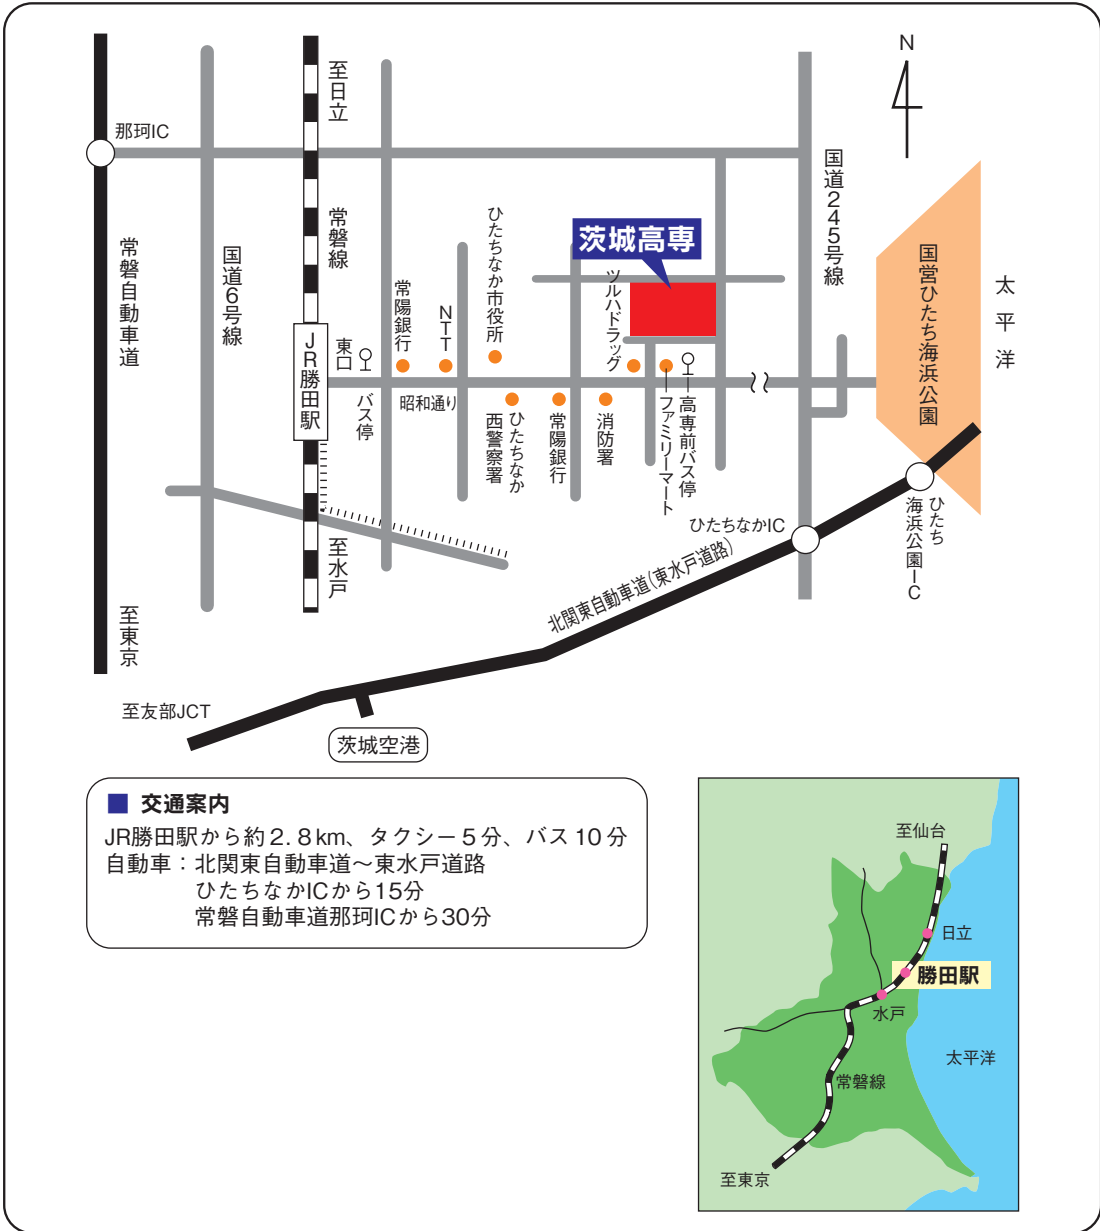 N
至日立
那珂IC
国道245号線
常磐線
ひたちなか市役所
茨城高専
常磐自動車道
国道6号線
国営ひたち海浜公園
太平洋
ツルハドラッグ
常陽銀行
NTT
東口
JR勝田駅
バス停
昭和通り
ひたちなか
西警察署
常陽銀行
消防署
ファミリーマート
高専前バス停
ひたちなかIC
ひたち
海浜公園IC
至水戸
北関東自動車道(東水戸道路)
至東京
至友部JCT
茨城空港
■ 交通案内
JR勝田駅から約2.8km、タクシー5分、バス10分
自動車：北関東自動車道～東水戸道路
ひたちなかICから15分
常磐自動車道那珂ICから30分
至仙台
日立
勝田駅
水戸
太平洋
常磐線
至東京